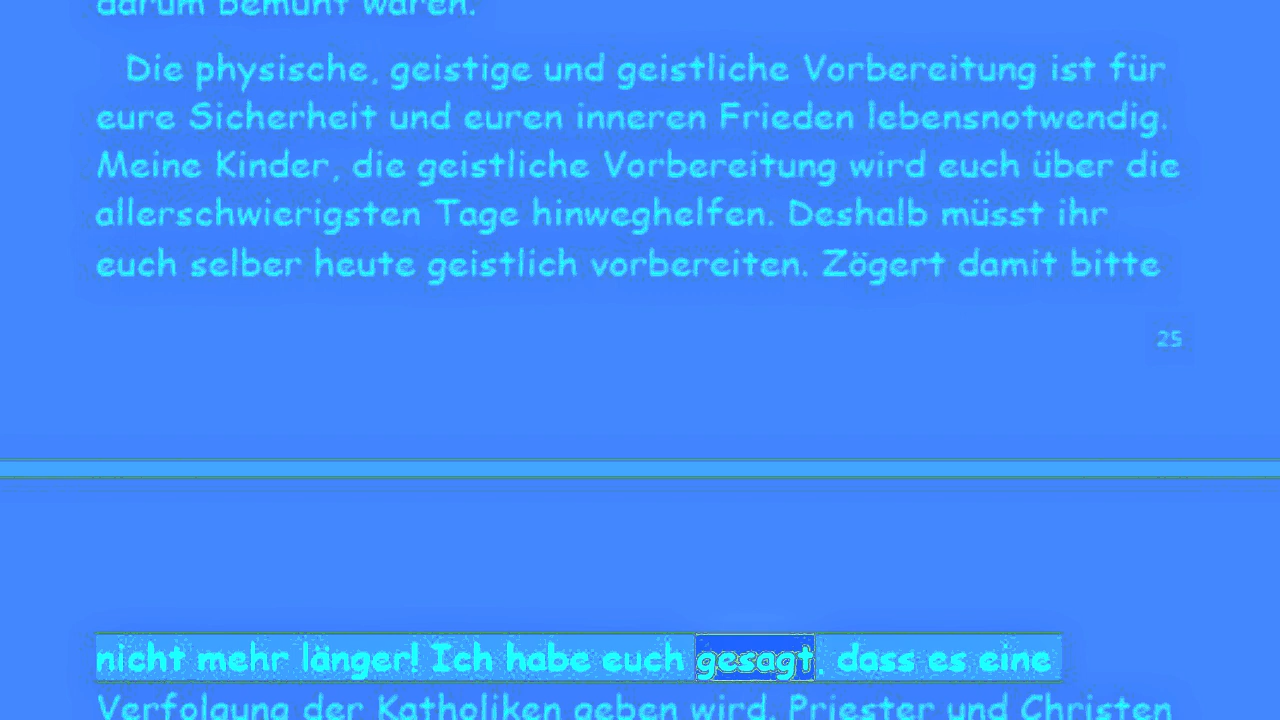 darum bemüht waren.
Die physische, geistige und geistliche Vorbereitung ist für
eure Sicherheit und euren inneren Frieden lebensnotwendig.
Meine Kinder, die geistliche Vorbereitung wird euch über die
allerschwierigsten Tage hinweghelfen. Deshalb müsst ihr
euch selber heute geistlich vorbereiten. Zögert damit bitte
25
nicht mehr länger! Ich habe euch gesagt, dass es eine
Verfolgung der Katholiken geben wird. Priester und Christen